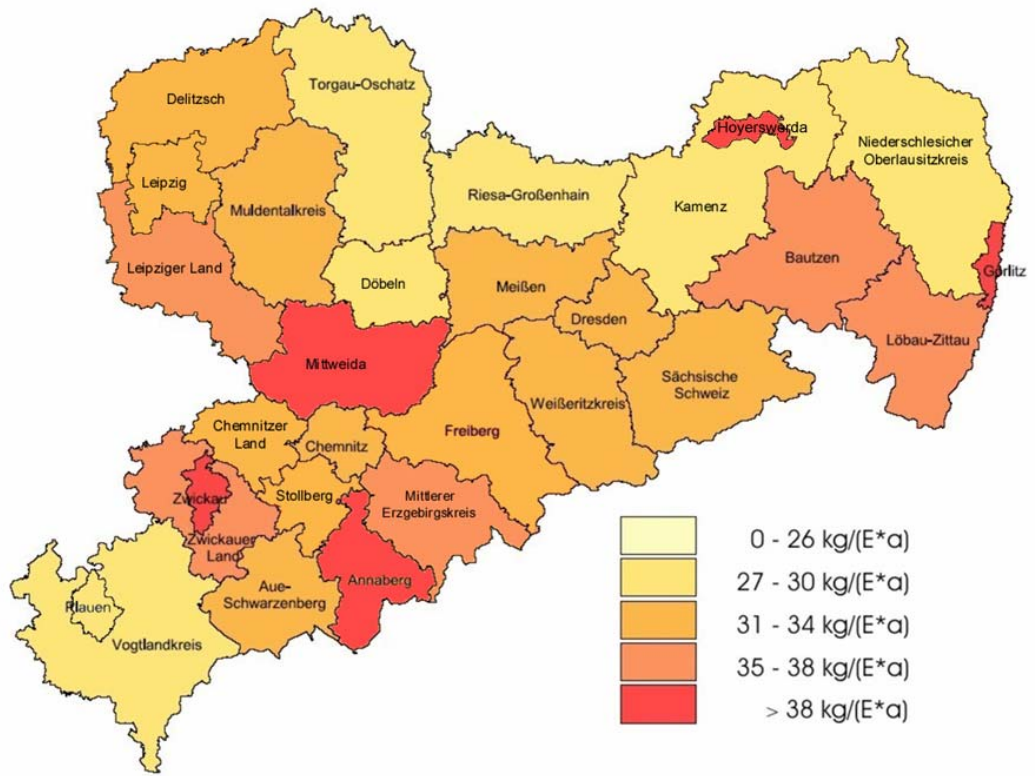 Torgau-Oschatz
Delitzsch
Hoyerswerda
Niederschlesicher
Oberlausitzkreis
Leipzig
Riesa-Großenhain
Muldentalkreis
Kamenz
Leipziger Land
Döbeln
Meißen
Bautzen
Görlitz
Dresden
Löbau-Zittau
Mittweida
Sächsische
Schweiz
Weißeritzkreis
Chemnitzer
Land
Chemnitz
Freiberg
Zwickau
Stollberg
Mittlerer
Erzgebirgskreis
Zwickauer
Land
Annaberg
Aue-
Schwarzenberg
Plauen
Vogtlandkreis
0 - 26 kg/(E*a)
27 - 30 kg/(E*a)
31 - 34 kg/(E*a)
35 - 38 kg/(E*a)
> 38 kg/(E*a)